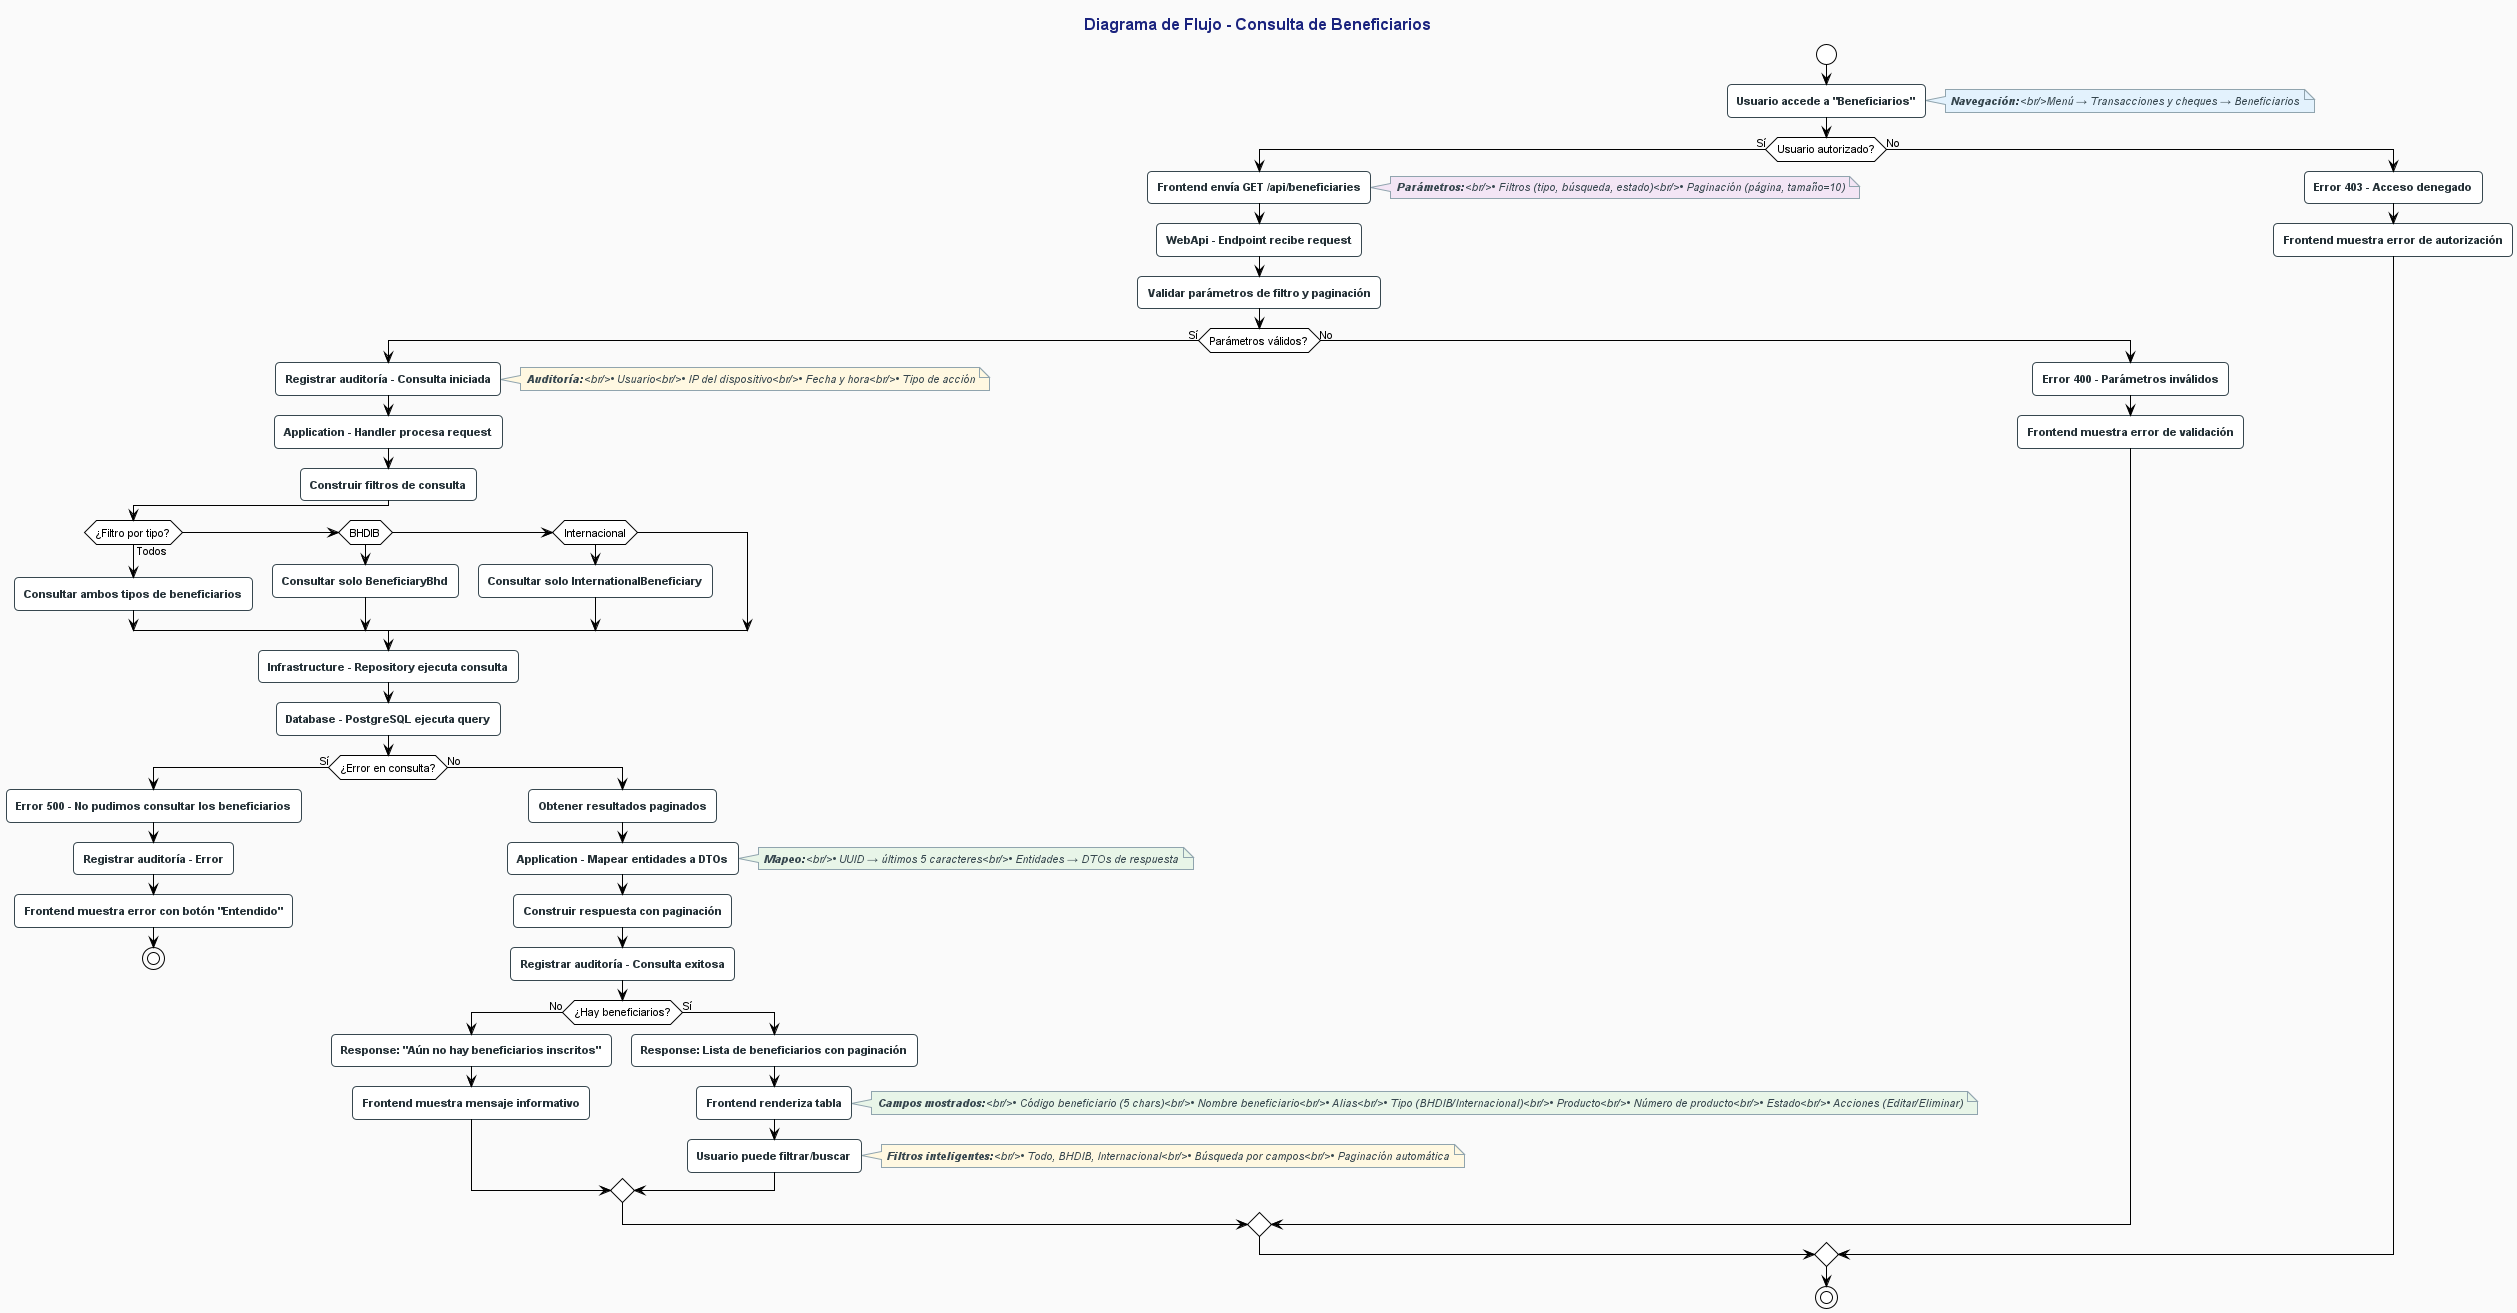 Diagrama de Flujo - Consulta de Beneficiarios
Usuario accede a "Beneficiarios"
Navegación: <br/>Menú → Transacciones y cheques → Beneficiarios
Sí
Usuario autorizado?
No
Frontend envía GET /api/beneficiaries
Parámetros: <br/>• Filtros (tipo, búsqueda, estado)<br/>• Paginación (página, tamaño=10)
Error 403 - Acceso denegado
WebApi - Endpoint recibe request
Frontend muestra error de autorización
Validar parámetros de filtro y paginación
Sí
Parámetros válidos?
No
Registrar auditoría - Consulta iniciada
Auditoría: <br/>• Usuario<br/>• IP del dispositivo<br/>• Fecha y hora<br/>• Tipo de acción
Error 400 - Parámetros inválidos
Application - Handler procesa request
Frontend muestra error de validación
Construir filtros de consulta
¿Filtro por tipo?
BHDIB
Internacional
Todos
Consultar ambos tipos de beneficiarios
Consultar solo BeneficiaryBhd
Consultar solo InternationalBeneficiary
Infrastructure - Repository ejecuta consulta
Database - PostgreSQL ejecuta query
Sí
¿Error en consulta?
No
Error 500 - No pudimos consultar los beneficiarios
Obtener resultados paginados
Registrar auditoría - Error
Application - Mapear entidades a DTOs
Mapeo: <br/>• UUID → últimos 5 caracteres<br/>• Entidades → DTOs de respuesta
Frontend muestra error con botón "Entendido"
Construir respuesta con paginación
Registrar auditoría - Consulta exitosa
No
¿Hay beneficiarios?
Sí
Response: "Aún no hay beneficiarios inscritos"
Response: Lista de beneficiarios con paginación
Frontend muestra mensaje informativo
Frontend renderiza tabla
Campos mostrados: <br/>• Código beneficiario (5 chars)<br/>• Nombre beneficiario<br/>• Alias<br/>• Tipo (BHDIB/Internacional)<br/>• Producto<br/>• Número de producto<br/>• Estado<br/>• Acciones (Editar/Eliminar)
Usuario puede filtrar/buscar
Filtros inteligentes: <br/>• Todo, BHDIB, Internacional<br/>• Búsqueda por campos<br/>• Paginación automática